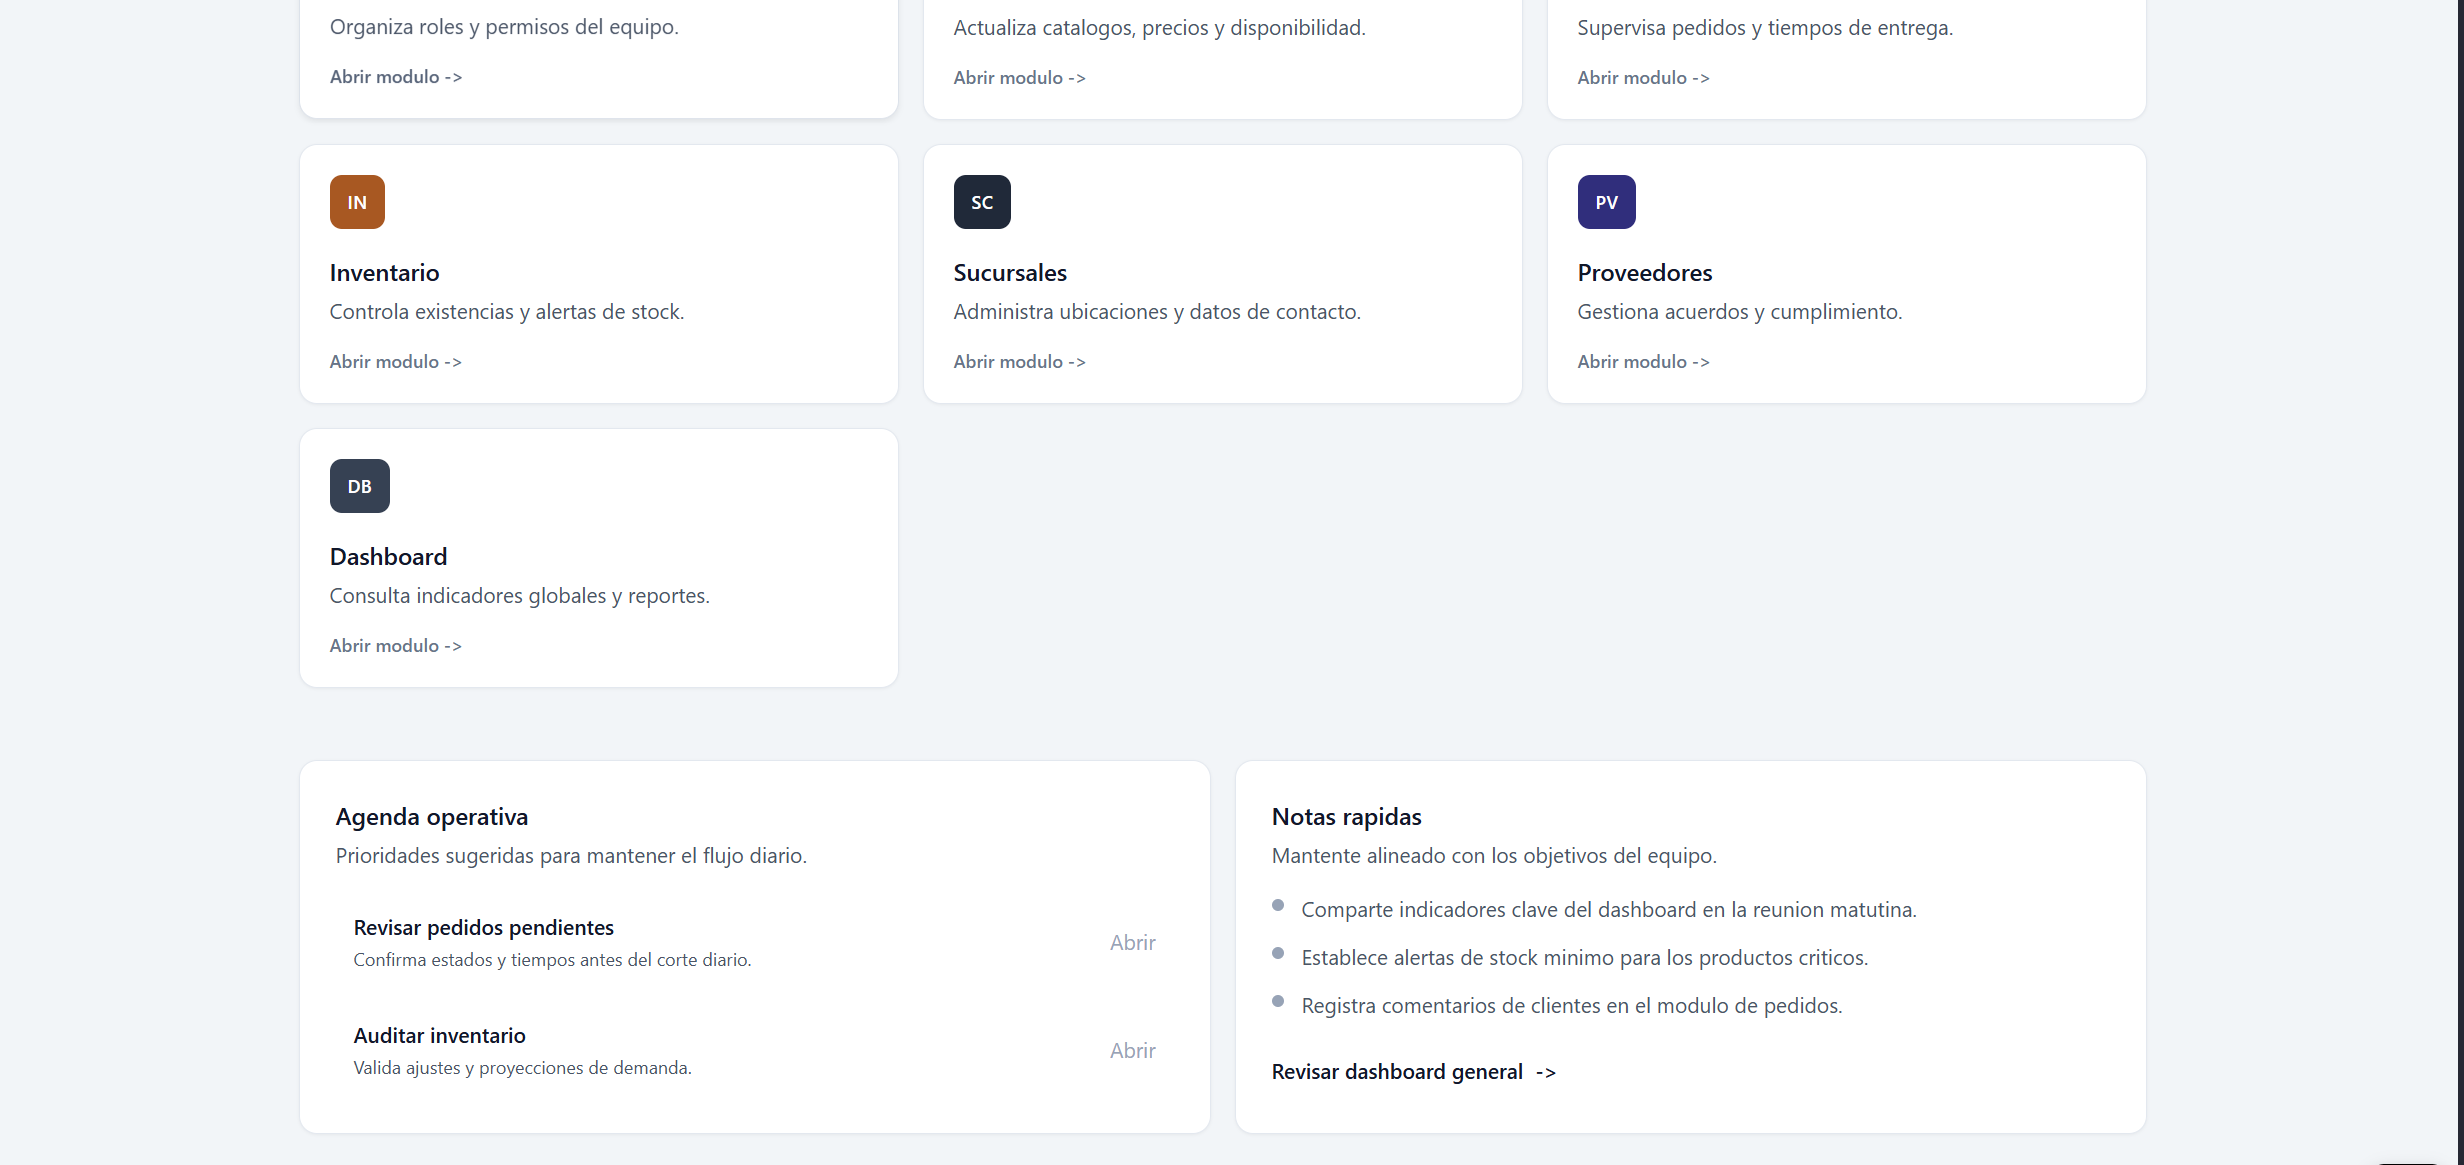 Organiza roles y permisos del equipo.
Abrir modulo ->
Actualiza catalogos, precios y disponibilidad.
Abrir modulo ->
Supervisa pedidos y tiempos de entrega.
Abrir modulo ->
IN
Inventario
Controla existencias y alertas de stock.
Abrir modulo ->
SC
Sucursales
Administra ubicaciones y datos de contacto.
Abrir modulo ->
PV
Proveedores
Gestiona acuerdos y cumplimiento.
Abrir modulo ->
DB
Dashboard
Consulta indicadores globales y reportes.
Abrir modulo ->
Agenda operativa
Prioridades sugeridas para mantener el flujo diario.
Revisar pedidos pendientes
Confirma estados y tiempos antes del corte diario.
Abrir
Auditar inventario
Valida ajustes y proyecciones de demanda.
Abrir
Notas rapidas
Mantente alineado con los objetivos del equipo.
Comparte indicadores clave del dashboard en la reunion matutina.
Establece alertas de stock minimo para los productos criticos.
Registra comentarios de clientes en el modulo de pedidos.
Revisar dashboard general ->